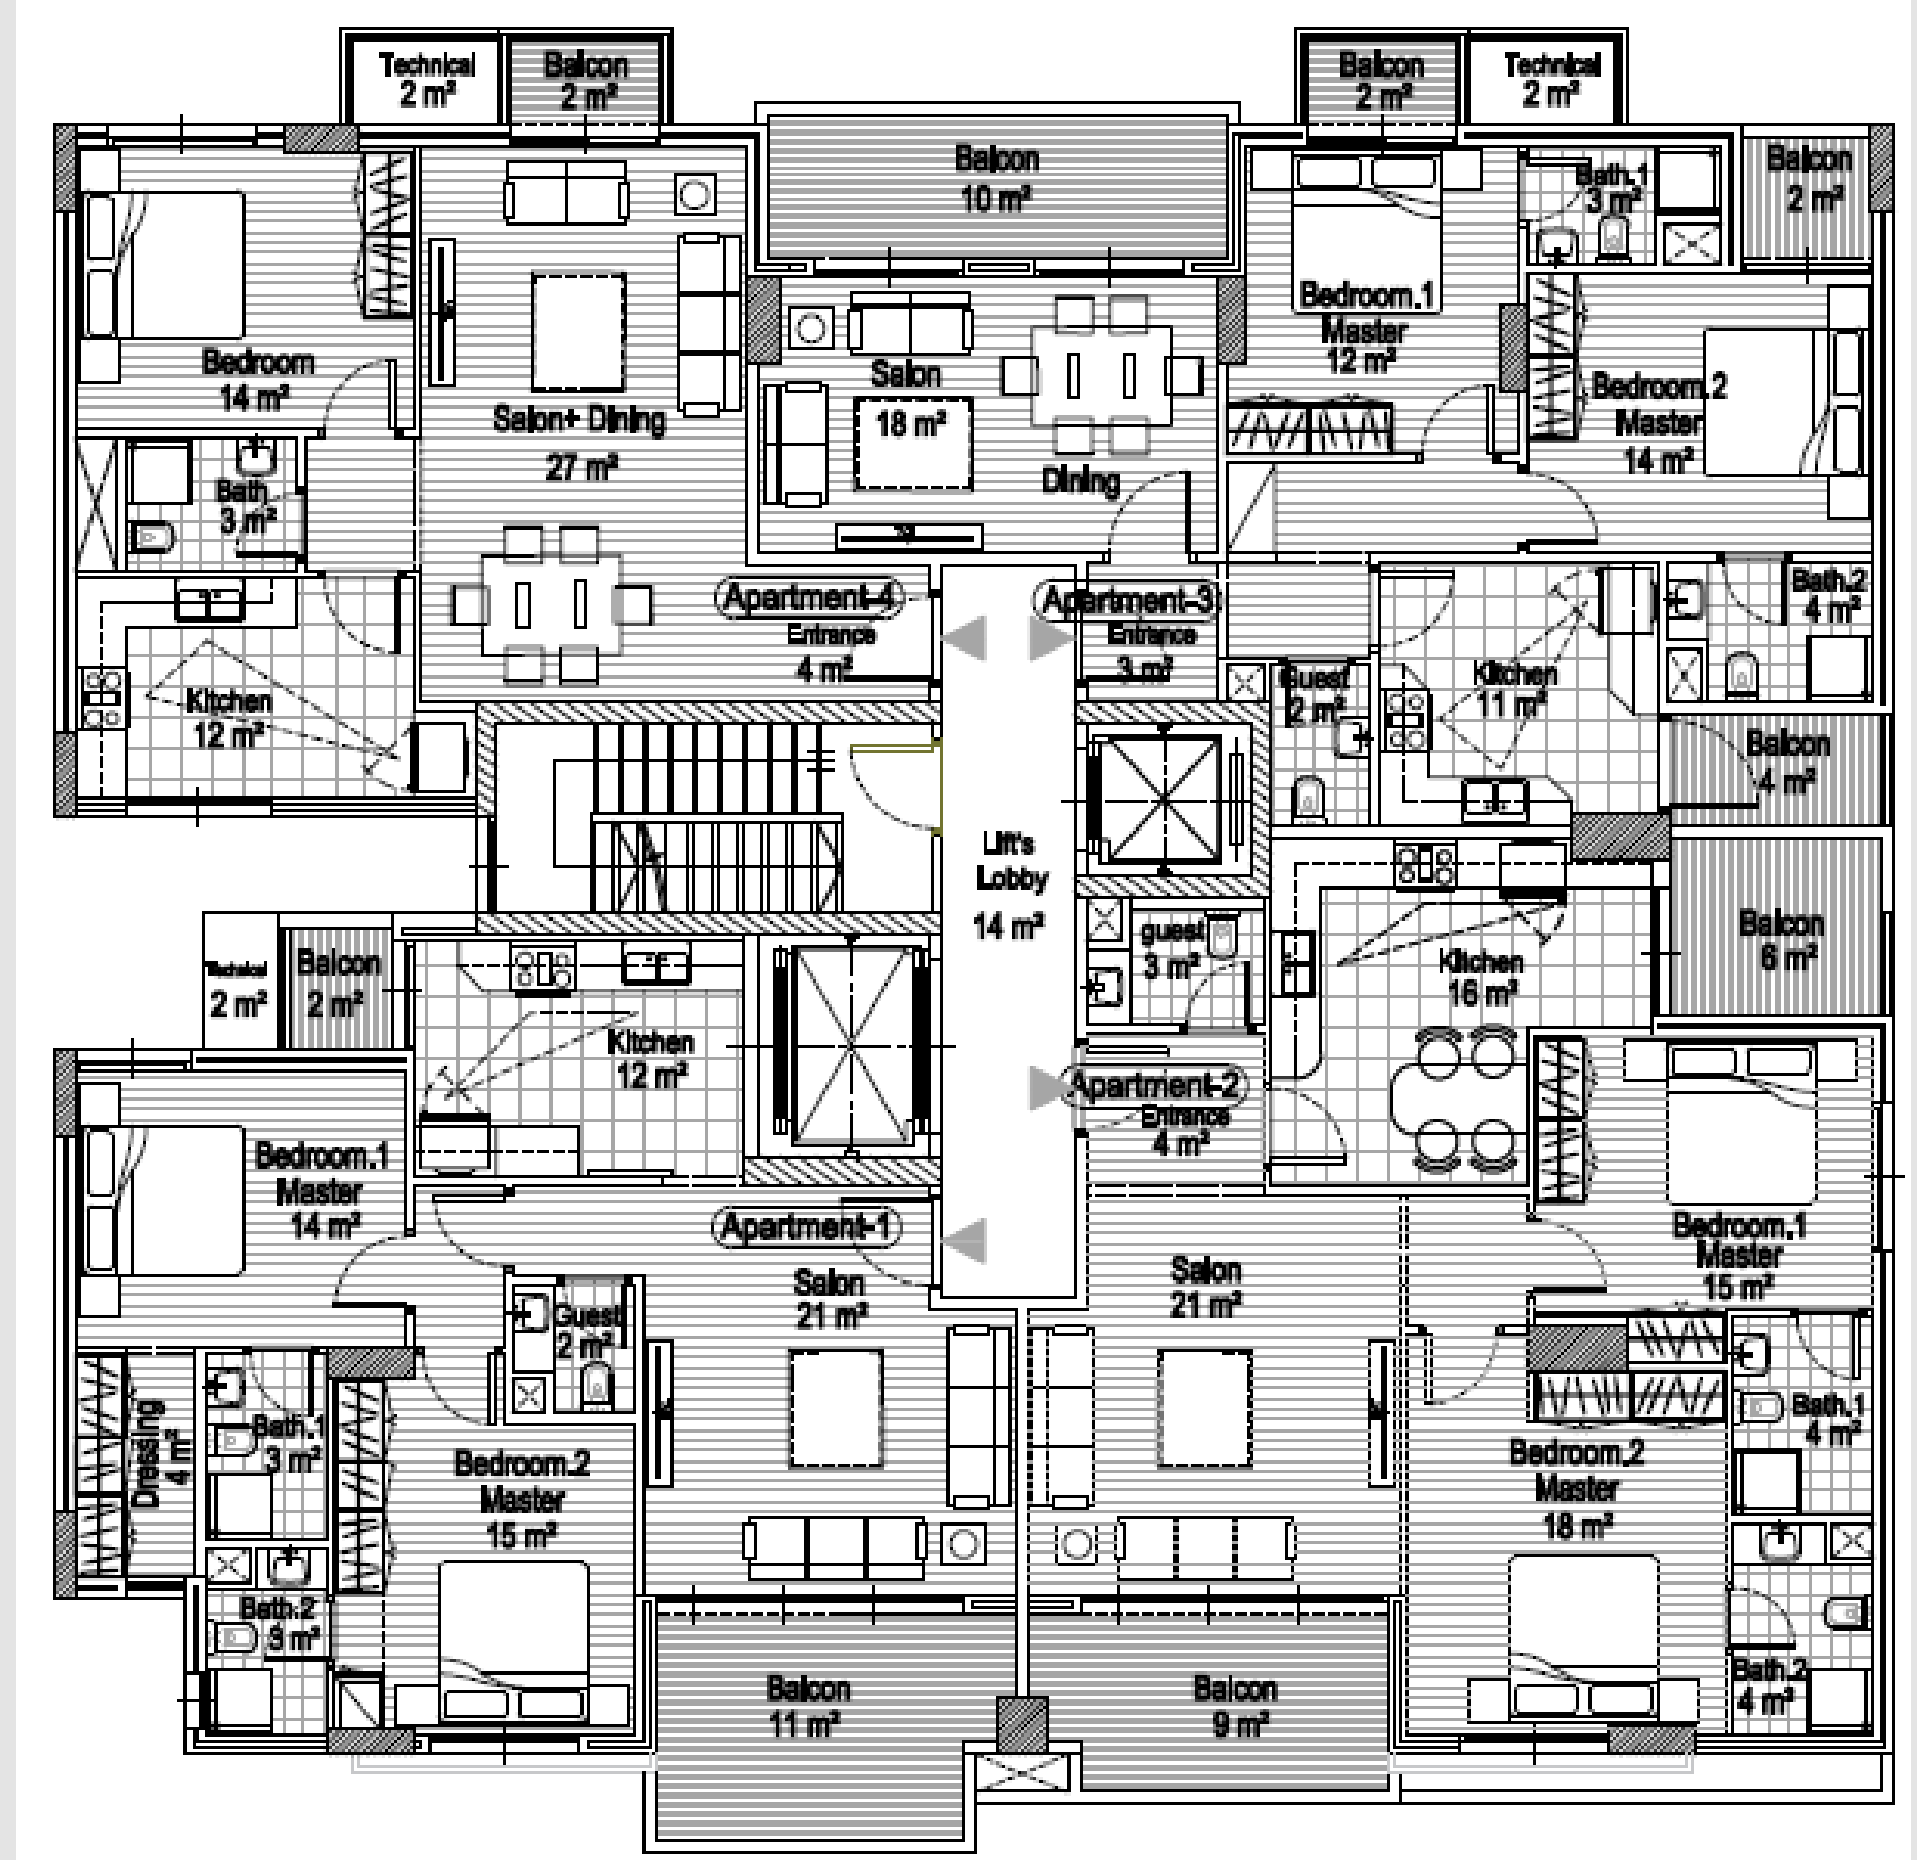 Technical
2 m²
Balcon
2 m²
Balcon
2 m²
Technical
2 m²
Balcon
10 m²
Bath.1
3 m²
Balcon
2 m²
Bedroom
14 m²
Salon+ Dining
27 m²
Salon
18 m²
Dining
Bedroom.1
Master
12 m²
Bedroom.2
Master
14 m²
Bath
3 m²
Apartment-4
Entrance
4 m²
Apartment-3
Entrance
3 m²
Bath.2
4 m²
Kitchen
12 m²
Guest
2 m²
Kitchen
11 m²
Balcon
4 m²
Lift's
Lobby
14 m²
Technical
2 m²
Balcon
2 m²
Kitchen
12 m²
guest
3 m²
Kitchen
16 m²
Balcon
6 m²
Apartment-2
Entrance
4 m²
Bedroom.1
Master
14 m²
Apartment-1
Salon
21 m²
Salon
21 m²
Bedroom.1
Master
15 m²
Guest
2 m²
Dressing
4 m²
Bath.1
3 m²
Bedroom.2
Master
15 m²
Bath.1
4 m²
Bedroom.2
Master
18 m²
Bath.2
3 m²
Balcon
11 m²
Balcon
9 m²
Bath.2
4 m²